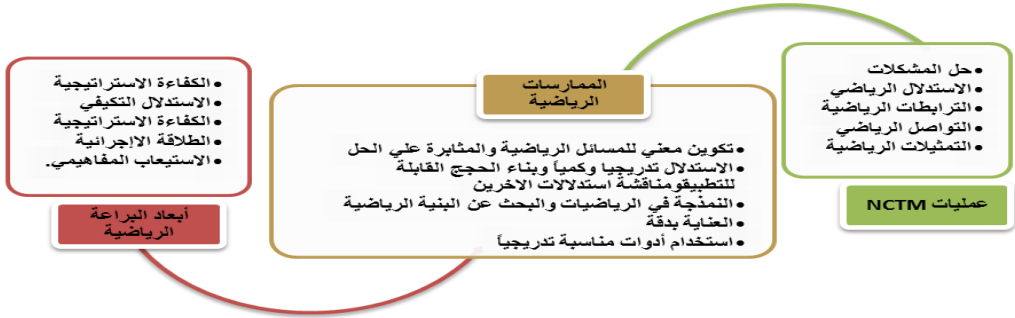 • حل المشكلات
• الاستدلال الرياضي
• الترابطات الرياضية
• التواصل الرياضي
• التمثيلات الرياضية
عمليات NCTM
الممارسات
الرياضية
• تكوين معني للمسائل الرياضية والمثابرة علي الحل
• الاستدلال تدريجيا وكمياً وبناء الحجج القابلة
للتطبيقومناقشة استدلالات الاخرين
• النمذجة في الرياضيات والبحث عن البنية الرياضية
• العناية بدقة
• استخدام أدوات مناسبة تدريجياً
• الكفاءة الاستراتيجية
• الاستدلال التكيفي
• الكفاءة الاستراتيجية
• الطلاقة الاإجرائية
• الاستيعاب المفاهيمي.
أبعاد البراعة
الرياضية